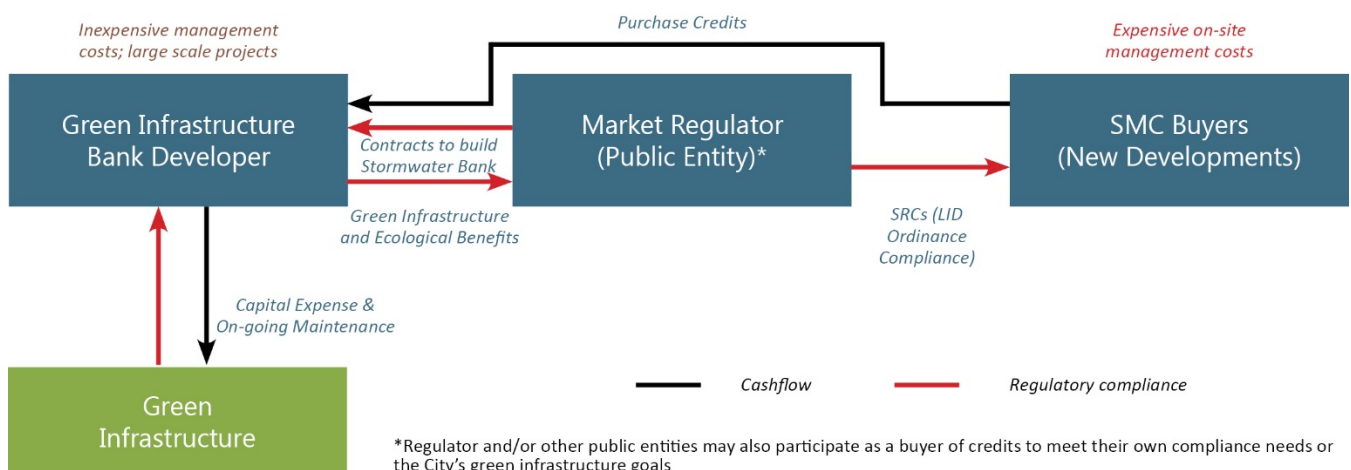 Purchase Credits
Inexpensive management
costs; large scale projects
Expensive on-site
management costs
Green Infrastructure
Bank Developer
Market Regulator
(Public Entity)*
SMC Buyers
(New Developments)
Contracts to build
Stormwater Bank
Green Infrastructure
and Ecological Benefits
SRCs (LID
Ordinance
Compliance)
Capital Expense &
On-going Maintenance
Green
Infrastructure
Cashflow
Regulatory compliance
*Regulator and/or other public entities may also participate as a buyer of credits to meet their own compliance needs or
the City's green infrastructure goals